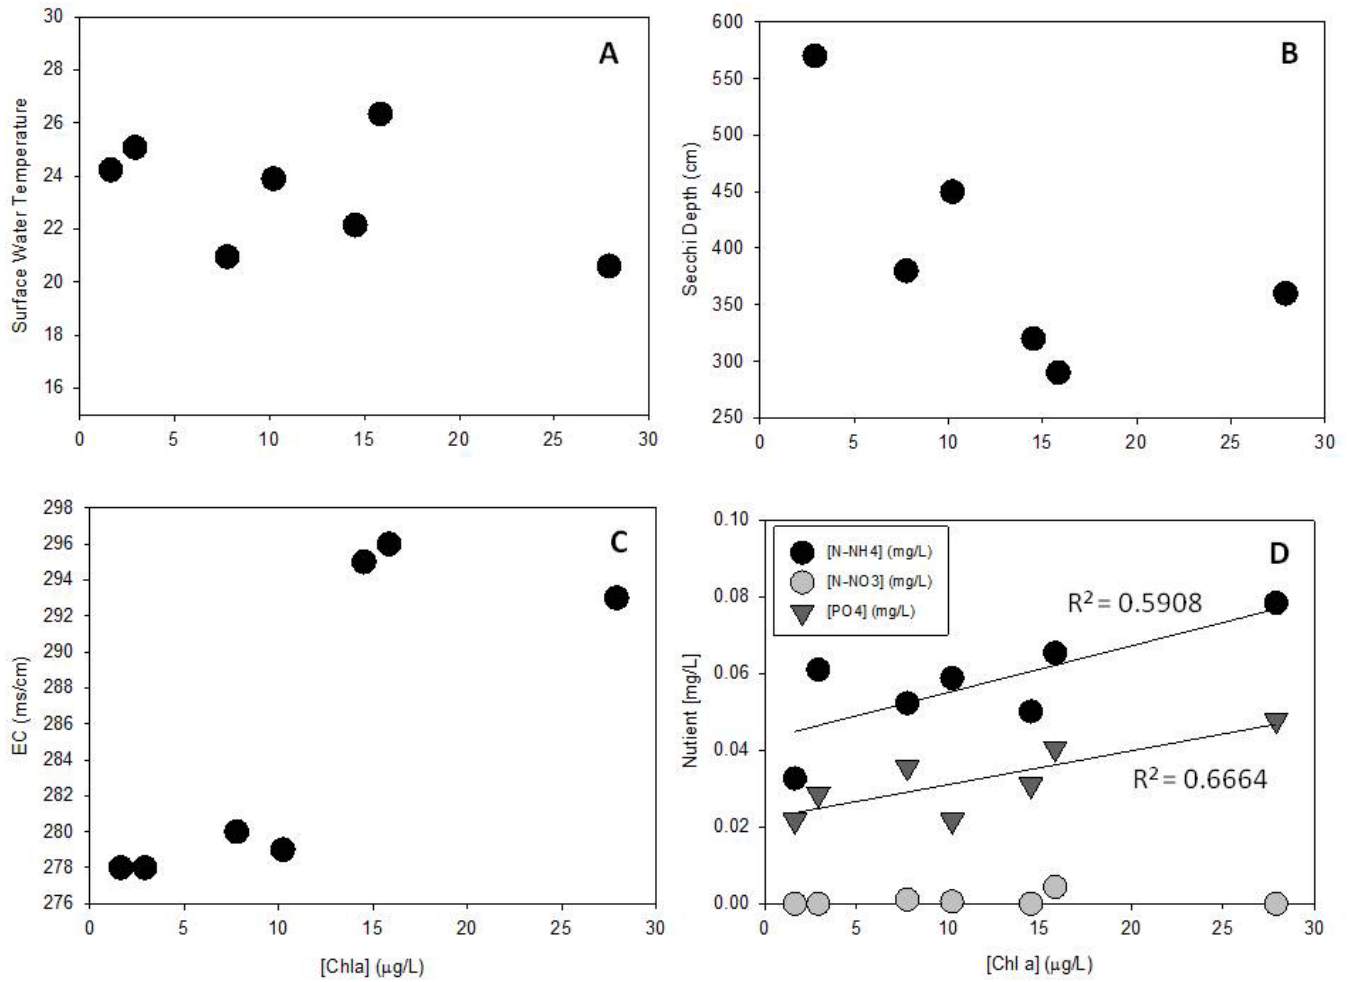 A
Surface Water Temperature
30
28
26
24
22
20
18
16
0 5 10 15 20 25 30
B
Secchi Depth (cm)
600
550
500
450
400
350
300
250
0 5 10 15 20 25 30
C
EC (ms/cm)
298
296
294
292
290
288
286
284
282
280
278
276
0 5 10 15 20 25 30
[Chla] (μg/L)
D
Nutient [mg/L]
0.10
0.08
0.06
0.04
0.02
0.00
[N-NH4] (mg/L)
[N-NO3] (mg/L)
[PO4] (mg/L)
R² = 0.5908
R² = 0.6664
0 5 10 15 20 25 30
[Chl a] (μg/L)